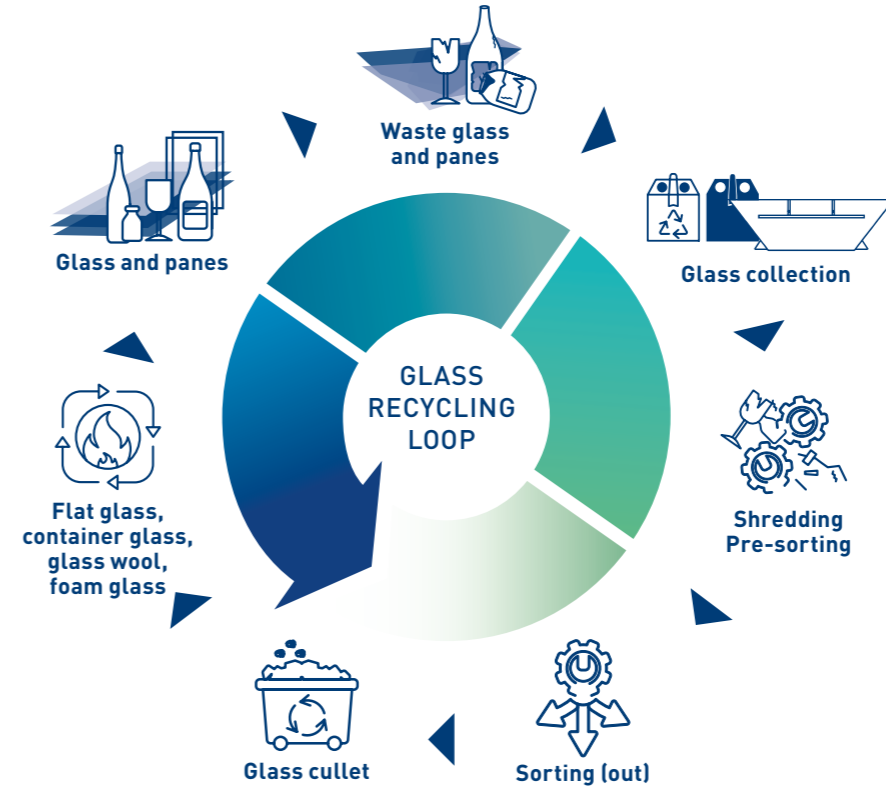 Waste glass
and panes
Glass collection
Shredding
Pre-sorting
Sorting (out)
Glass cullet
Flat glass,
container glass,
glass wool,
foam glass
Glass and panes
GLASS
RECYCLING
LOOP